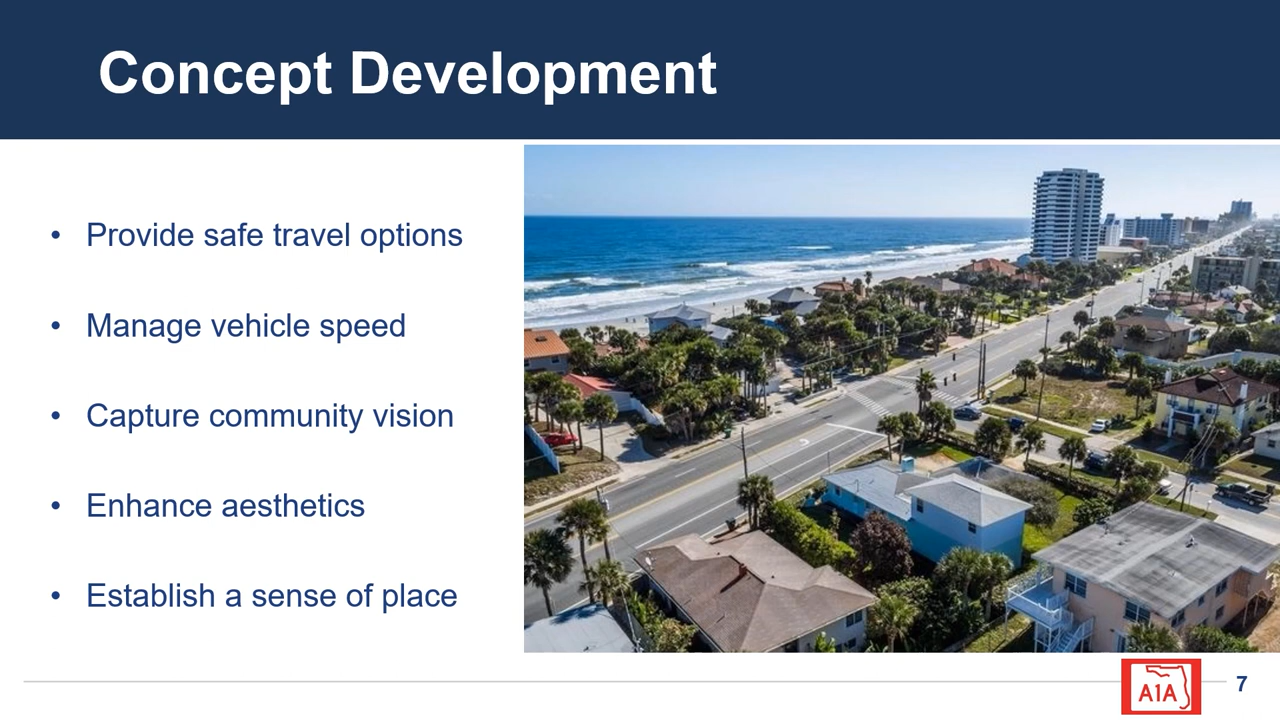 Concept Development
• Provide safe travel options
• Manage vehicle speed
• Capture community vision
• Enhance aesthetics
• Establish a sense of place
A1A
7